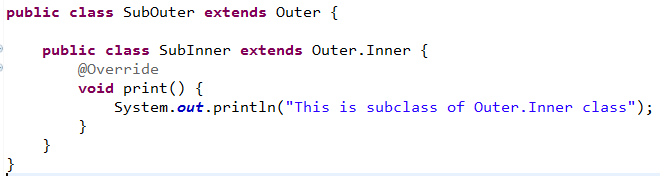 public class SubOuter extends Outer {
public class SubInner extends Outer.Inner {
@Override
void print() {
System.out.println("This is subclass of Outer.Inner class");
}
}
}